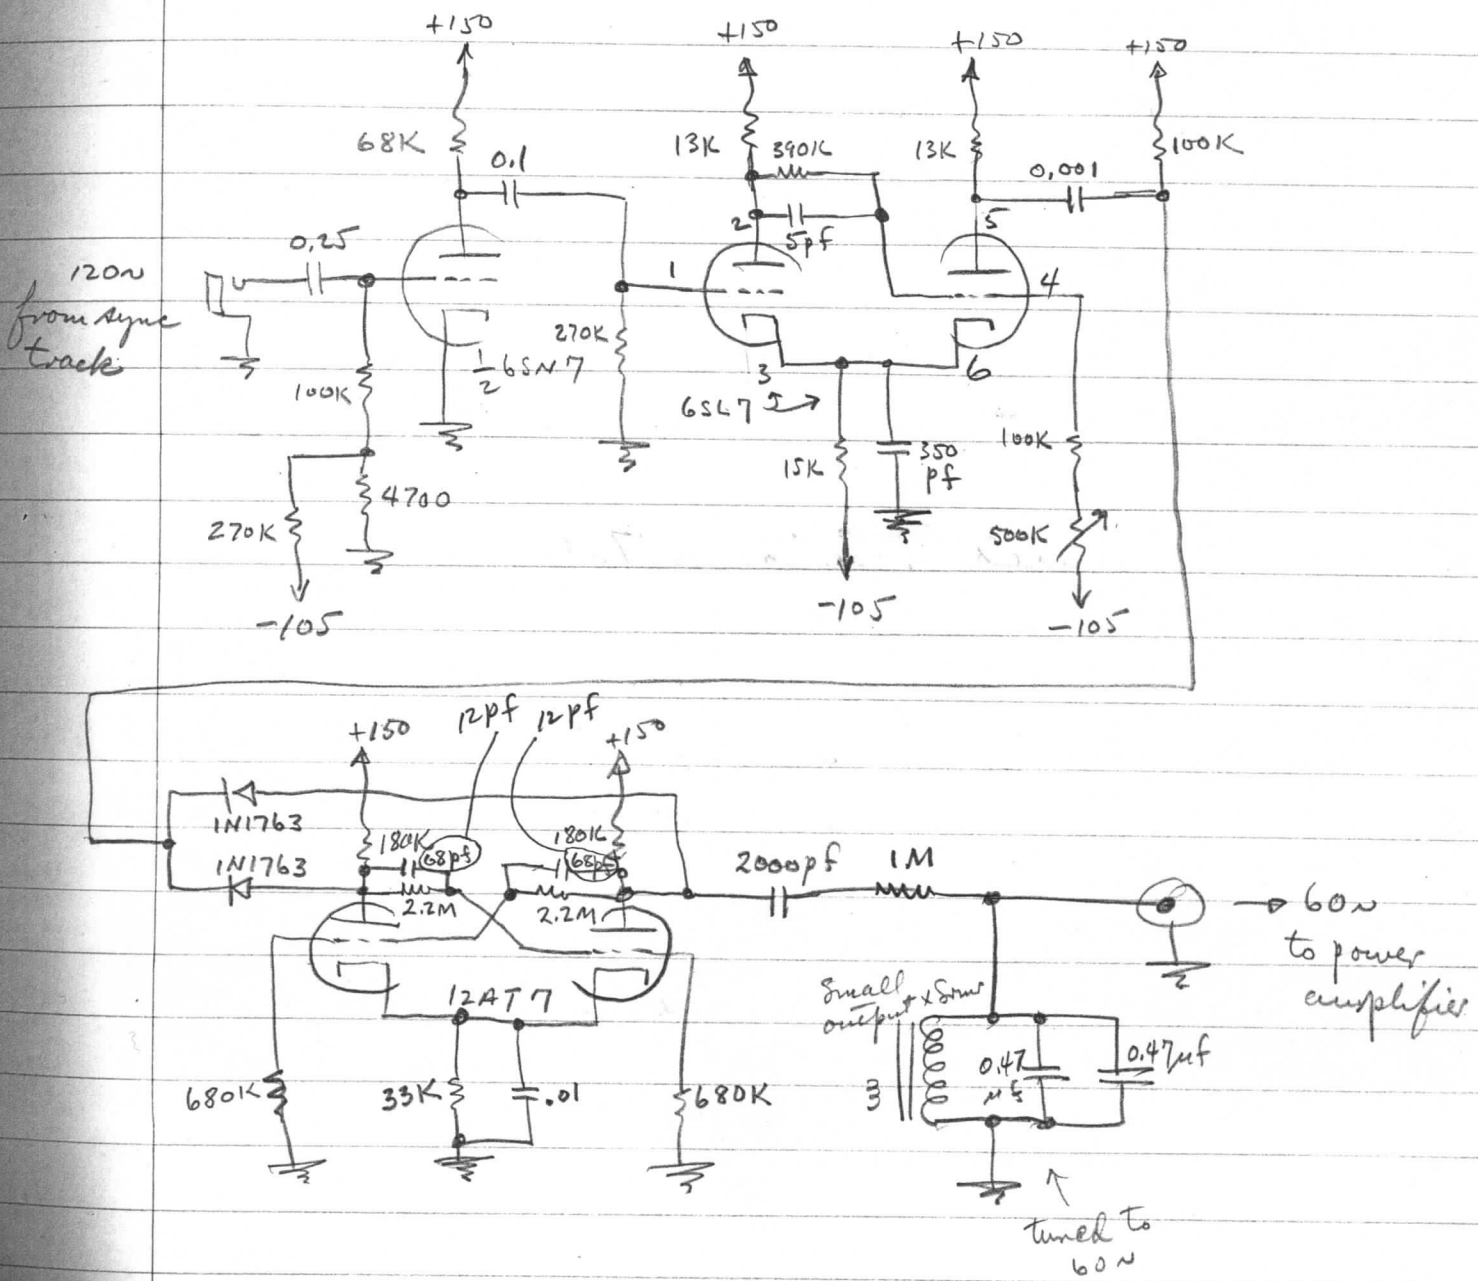 +150
+150
+150
+150
68K
0.1
13K
390K
13K
0.001
100K
2
5pf
5
0.25
120~
from sync
track
1
4
270K
1/2 6SN7
100K
3
6
6SL7
15K
350
pf
100K
4700
270K
500K
-105
-105
-105
12pf
12pf
+150
+150
1N1763
180K
68pf
180K
68pf
1N1763
2.2M
2.2M
2000pf
1M
60~
to power
amplifier
12AT7
small
output
680K
33K
.01
680K
3
0.47
μf
0.47μf
tuned to
60~